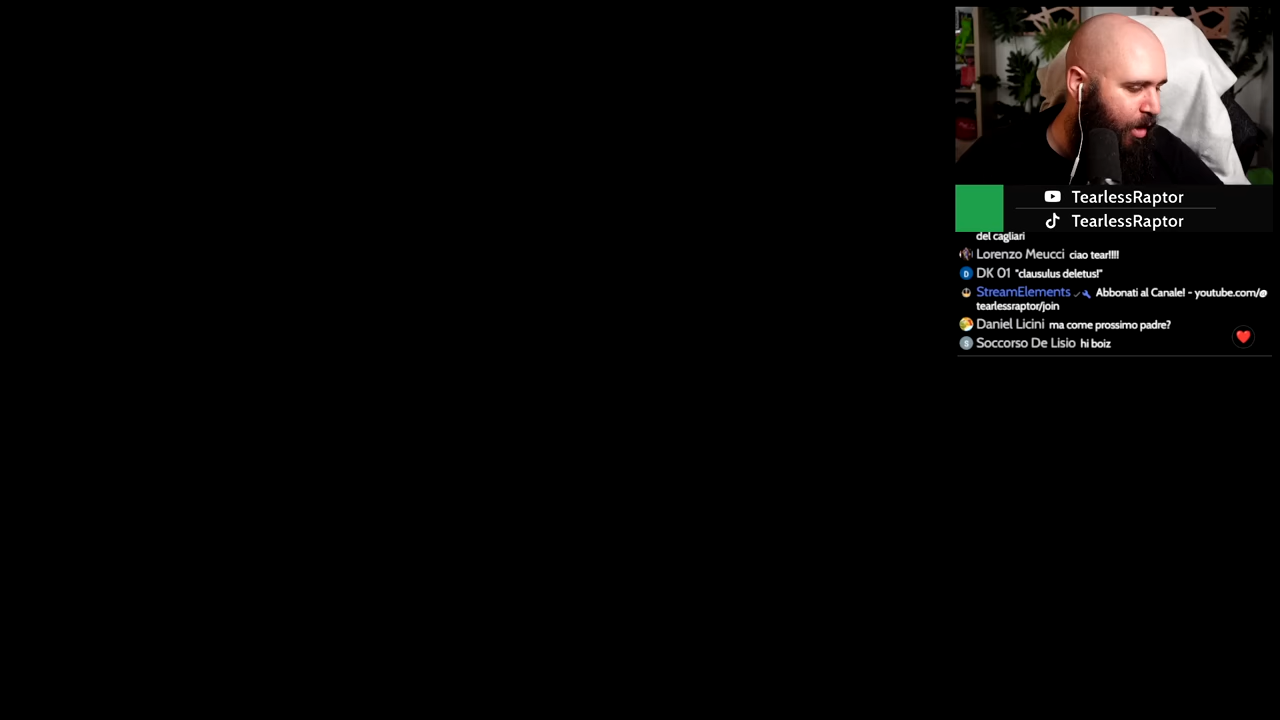 TearlessRaptor
TearlessRaptor
del cagliari
Lorenzo Meucci ciao tear!!!!
D DK 01 "clausulus deletus!"
StreamElements Abbonati al Canale! - youtube.com/@
tearlessraptor/join
Daniel Licini ma come prossimo padre?
S Soccorso De Lisio hi boiz